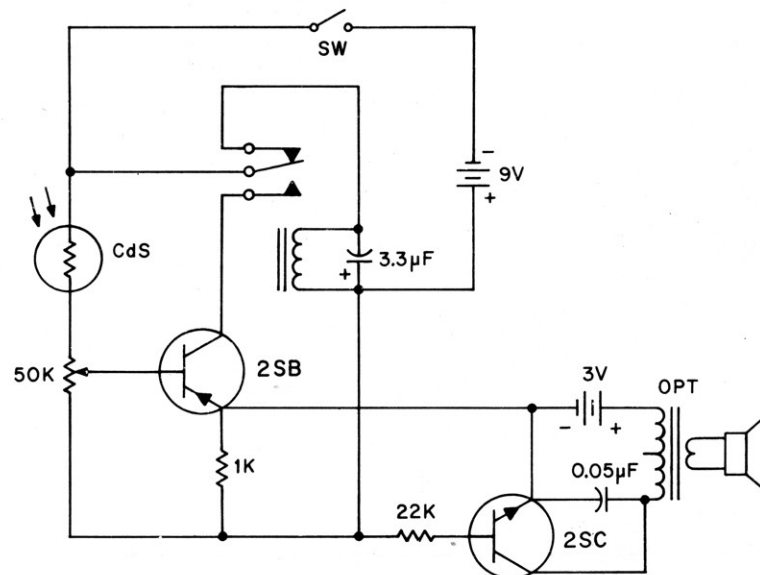 SW
-
9V
+
CdS
+
3.3µF
50K
2SB
3V
OPT
-
+
1K
0.05µF
22K
2SC